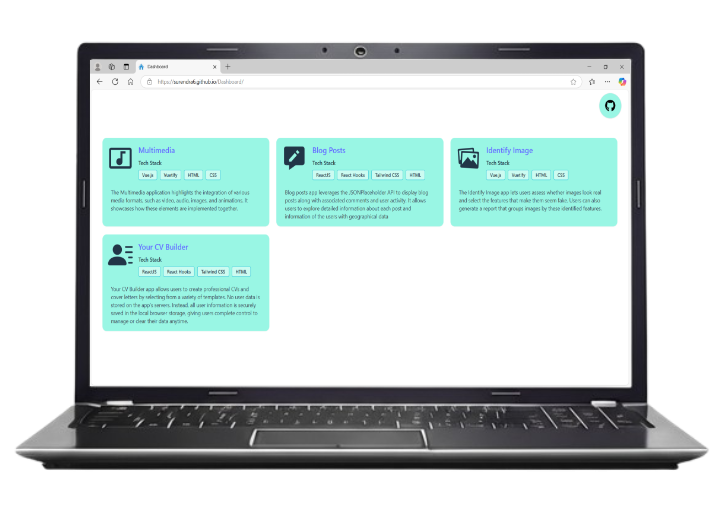 Dashboard
https://surendrati.github.io/Dashboard/
Multimedia
Tech Stack
Vue.js Vuetify HTML CSS
The Multimedia application highlights the integration of various
media formats, such as video, audio, images, and animations. It
showcases how these elements are implemented together.
Blog Posts
Tech Stack
ReactJS React Hooks Tailwind CSS HTML
Blog posts app leverages the JSONPlaceholder API to display blog
posts along with associated comments and user activity. It allows
users to explore detailed information about each post and
information of the users with geographical data
Identify Image
Tech Stack
Vue.js Vuetify HTML CSS
The Identify Image app lets users assess whether images look real
and select the features that make them seem fake. Users can also
generate a report that groups images by these identified features.
Your CV Builder
Tech Stack
ReactJS React Hooks Tailwind CSS HTML
Your CV Builder app allows users to create professional CVs and
cover letters by selecting from a variety of templates. No user data is
stored on the app's servers. Instead, all user information is securely
saved in the local browser storage, giving users complete control to
manage or clear their data anytime.